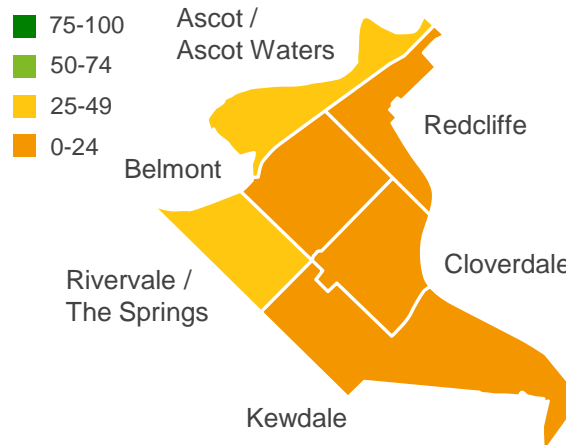 75-100
50-74
25-49
0-24
Ascot /
Ascot Waters
Redcliffe
Belmont
Cloverdale
Rivervale /
The Springs
Kewdale